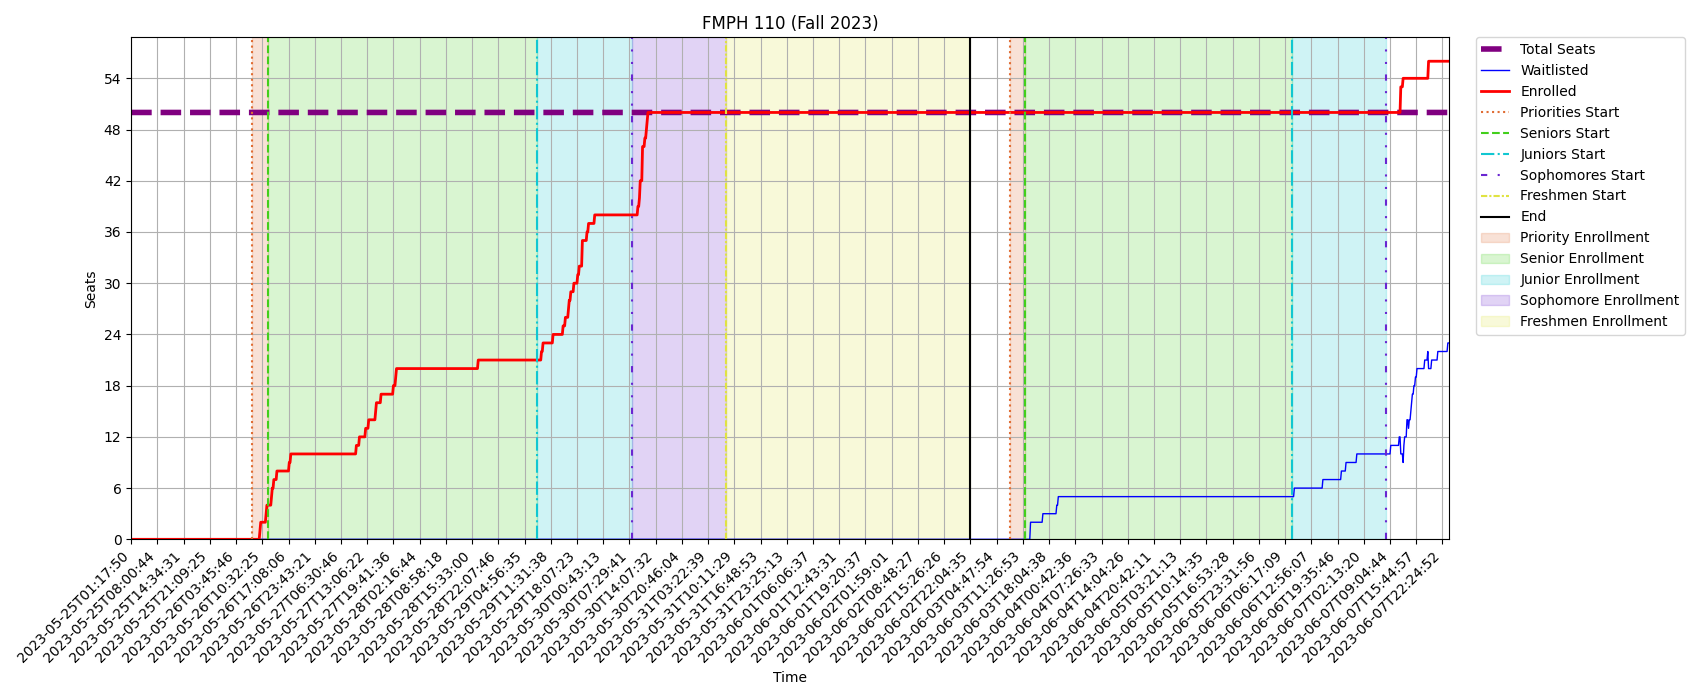 FMPH 110 (Fall 2023)
Seats
54
48
42
36
30
24
18
12
6
0
2023-05-25T01:17:50
2023-05-25T08:00:44
2023-05-25T14:34:31
2023-05-25T21:09:25
2023-05-26T03:45:46
2023-05-26T10:32:25
2023-05-26T17:08:06
2023-05-26T23:43:21
2023-05-27T06:30:46
2023-05-27T13:06:22
2023-05-27T19:41:36
2023-05-28T02:16:44
2023-05-28T08:58:18
2023-05-28T15:33:00
2023-05-28T22:07:46
2023-05-29T04:56:35
2023-05-29T11:31:38
2023-05-29T18:07:23
2023-05-30T00:43:13
2023-05-30T07:29:41
2023-05-30T14:07:32
2023-05-30T20:46:04
2023-05-31T03:22:39
2023-05-31T10:11:29
2023-05-31T16:48:53
2023-05-31T23:25:13
2023-06-01T06:06:37
2023-06-01T12:43:31
2023-06-01T19:20:37
2023-06-02T01:59:01
2023-06-02T08:48:27
2023-06-02T15:26:26
2023-06-02T22:04:35
2023-06-03T04:47:54
2023-06-03T11:26:53
2023-06-03T18:04:38
2023-06-04T00:42:36
2023-06-04T07:26:33
2023-06-04T14:04:26
2023-06-04T20:42:11
2023-06-05T03:21:13
2023-06-05T10:14:35
2023-06-05T16:53:28
2023-06-05T23:31:56
2023-06-06T06:17:09
2023-06-06T12:56:07
2023-06-06T19:35:46
2023-06-07T02:13:20
2023-06-07T09:04:44
2023-06-07T15:44:57
2023-06-07T22:24:52
Time
Total Seats
Waitlisted
Enrolled
Priorities Start
Seniors Start
Juniors Start
Sophomores Start
Freshmen Start
End
Priority Enrollment
Senior Enrollment
Junior Enrollment
Sophomore Enrollment
Freshmen Enrollment